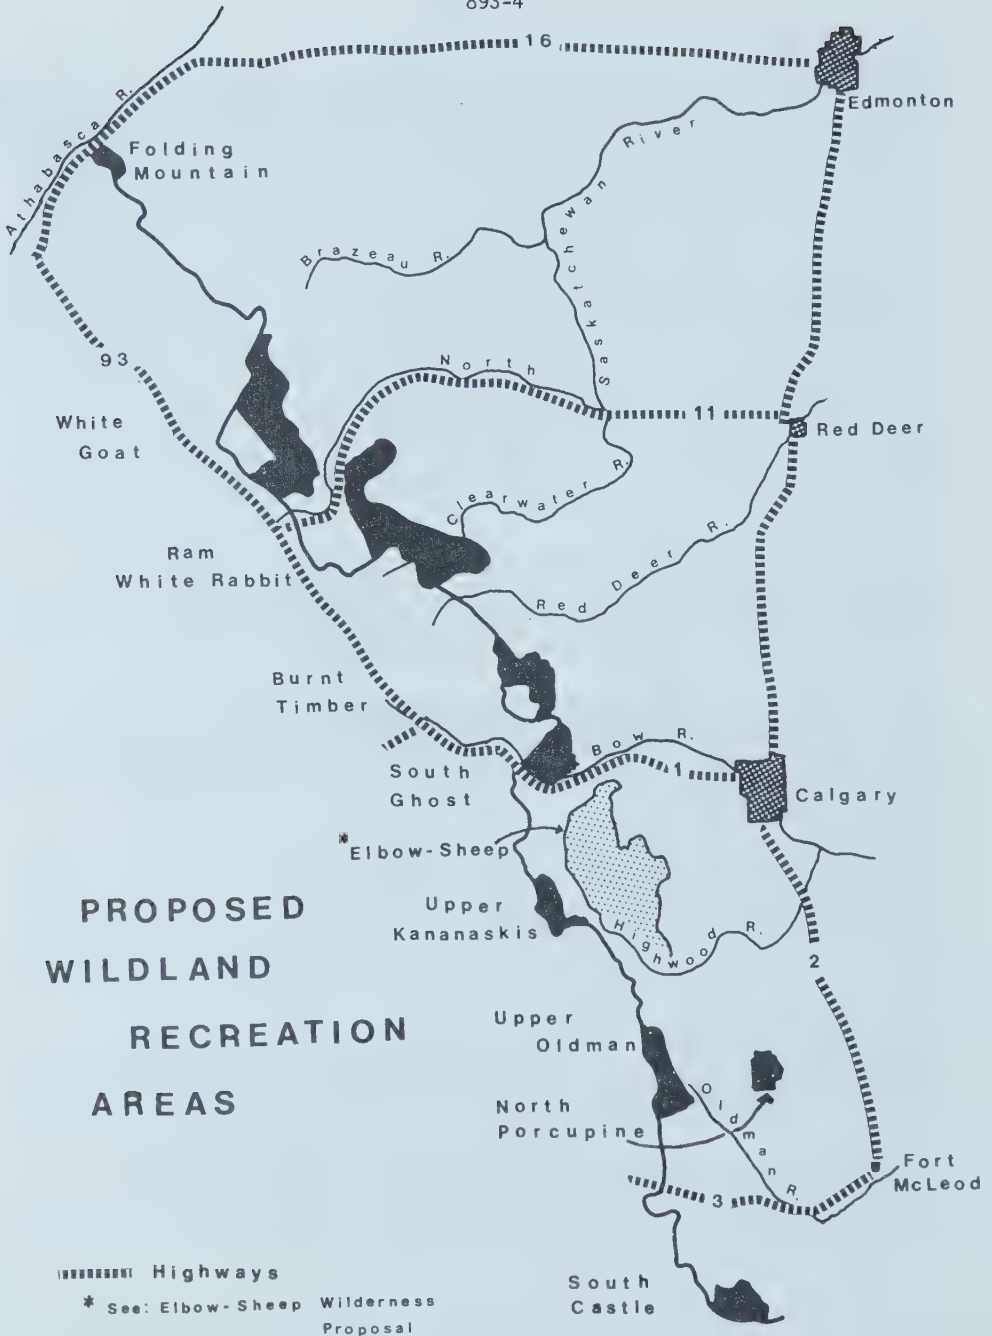 893-4
16
Edmonton
Athabasca R.
Folding
Mountain
Saskatchewan River
Brazeau R.
93
North
11
Red Deer
White
Goat
Clearwater R.
Ram
White Rabbit
Red Deer R.
Burnt
Timber
Bow R.
1
South
Ghost
Calgary
* Elbow-Sheep
Upper
Kananaskis
Highwood R.
2
PROPOSED
WILDLAND
RECREATION
AREAS
Upper
Oldman
North
Porcupine
Oldman R.
Fort
McLeod
3
Highways
* See: Elbow-Sheep Wilderness
Proposal
South
Castle